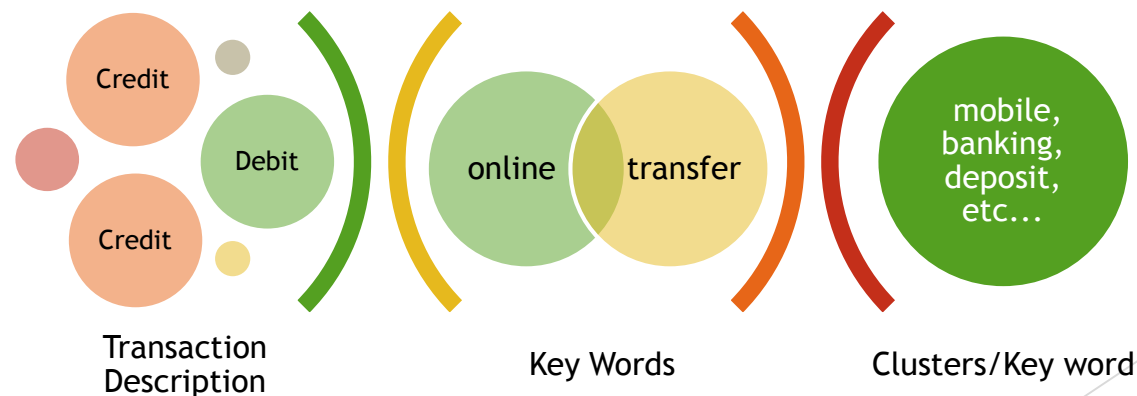 Credit
Debit
Credit
online
transfer
mobile,
banking,
deposit,
etc...
Transaction
Description
Key Words
Clusters/Key word